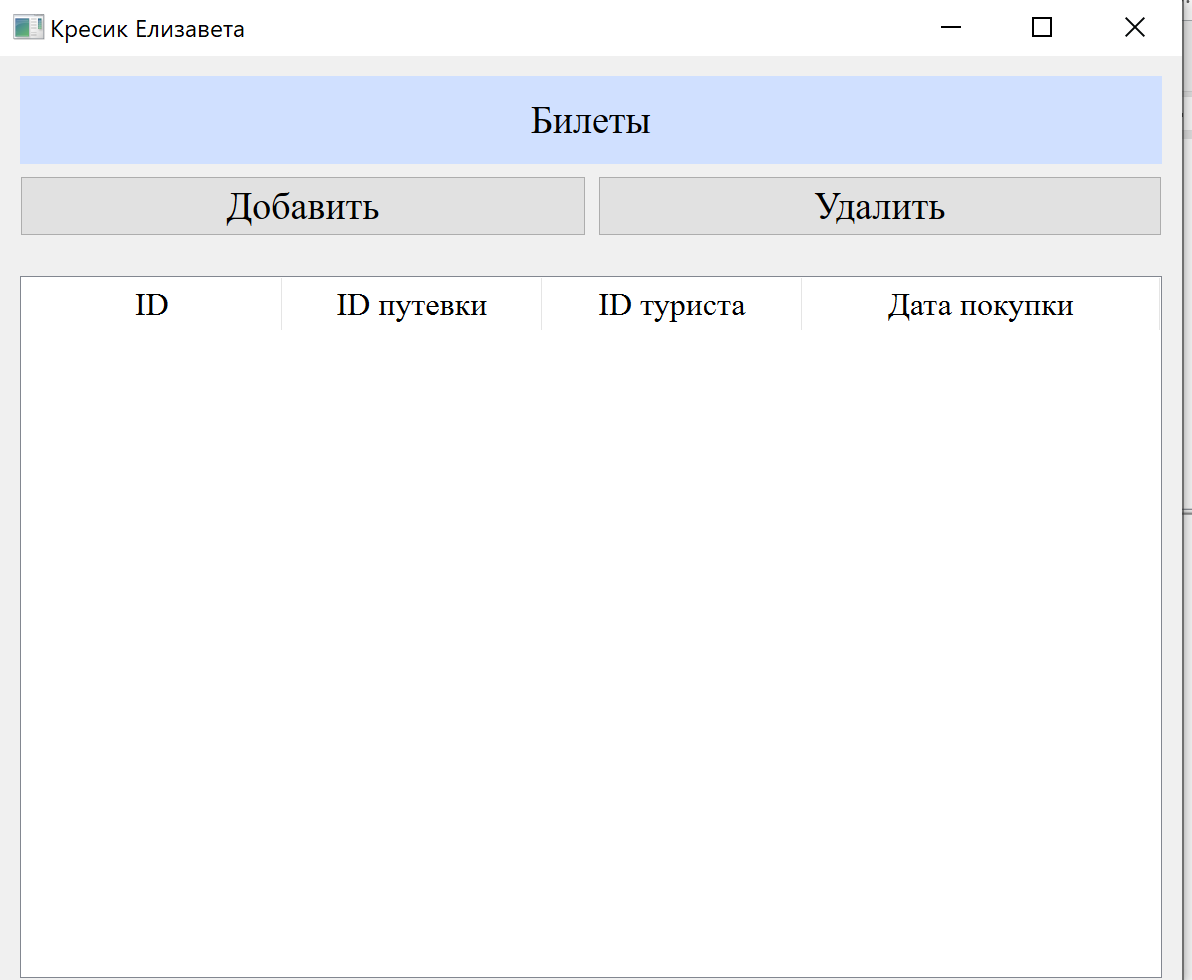 Кресик Елизавета
Билеты
Добавить Удалить
ID ID путевки ID туриста Дата покупки